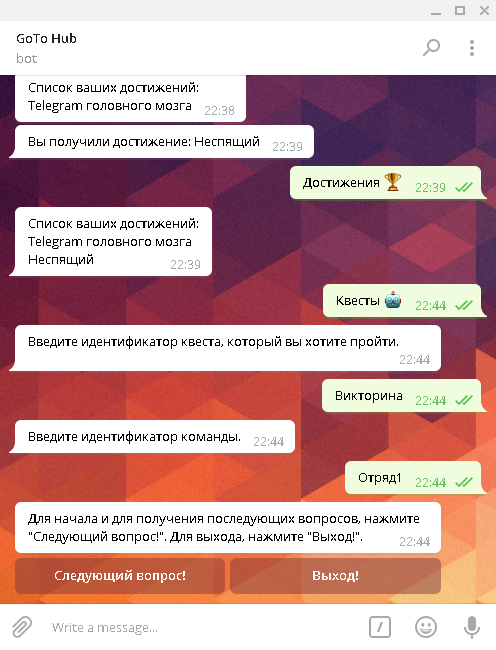 GoTo Hub
bot
Список ваших достижений:
Telegram головного мозга 22:38
Вы получили достижение: Неспящий 22:39
Достижения 🏆 22:39
Список ваших достижений:
Telegram головного мозга
Неспящий 22:39
Квесты 🤖 22:44
Введите идентификатор квеста, который вы хотите пройти.
22:44
Викторина 22:44
Введите идентификатор команды. 22:44
Отряд1 22:44
Для начала и для получения последующих вопросов, нажмите
"Следующий вопрос!". Для выхода, нажмите "Выход!". 22:44
Следующий вопрос! Выход!
Write a message...